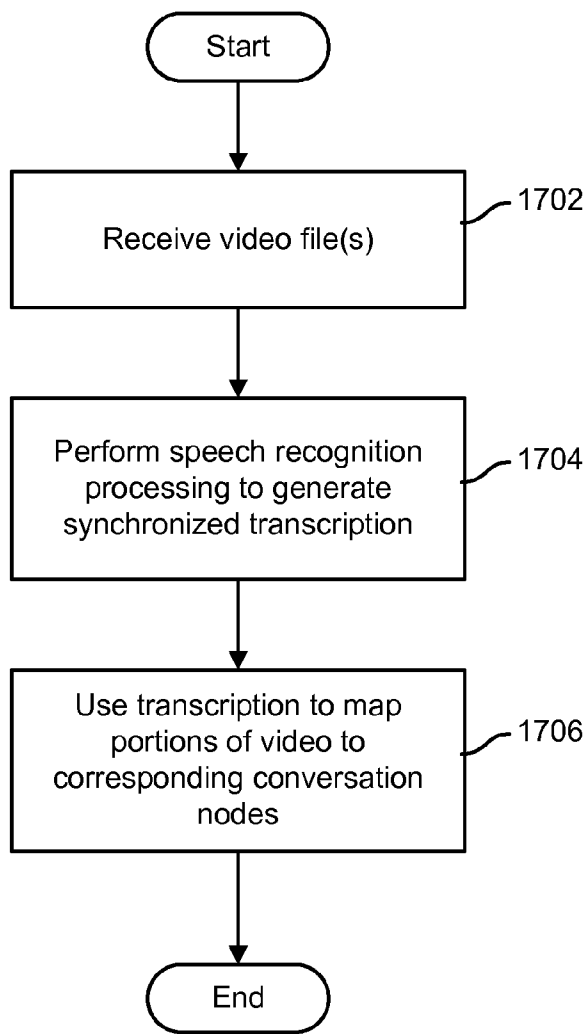 Start
1702
Receive video file(s)
1704
Perform speech recognition
processing to generate
synchronized transcription
1706
Use transcription to map
portions of video to
corresponding conversation
nodes
End